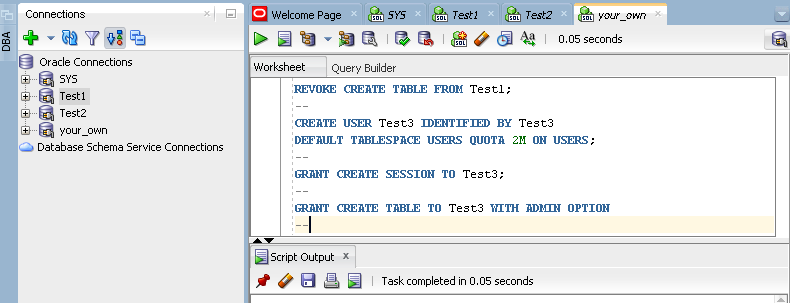 Connections
Welcome Page
SYS
Test1
Test2
your_own
0.05 seconds
DBA
Oracle Connections
SYS
Test1
Test2
your_own
Database Schema Service Connections
Worksheet
Query Builder
REVOKE CREATE TABLE FROM Test1;
--
CREATE USER Test3 IDENTIFIED BY Test3
DEFAULT TABLESPACE USERS QUOTA 2M ON USERS;
--
GRANT CREATE SESSION TO Test3;
--
GRANT CREATE TABLE TO Test3 WITH ADMIN OPTION
--
Script Output
Task completed in 0.05 seconds